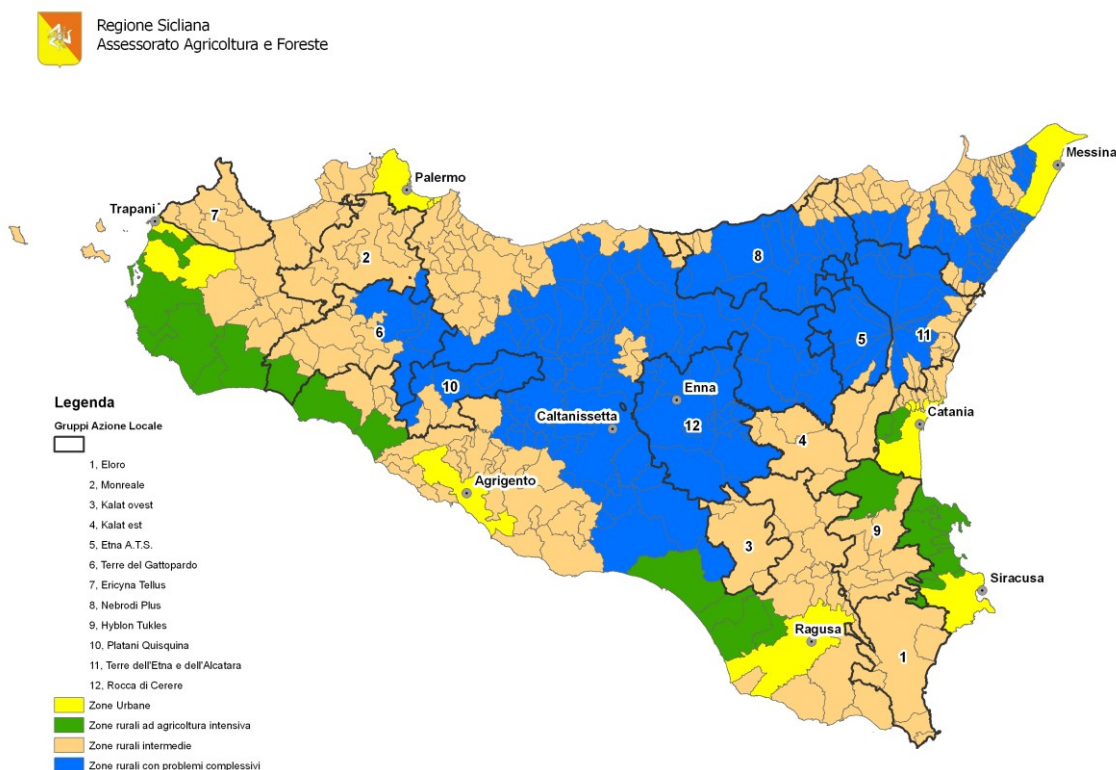 Regione Sicliana
Assessorato Agricoltura e Foreste
Messina
Palermo
Trapani
7
2
8
6
5
11
10
Enna
Caltanissetta
12
Catania
4
Agrigento
9
3
Siracusa
Ragusa
1
Legenda
Gruppi Azione Locale
1, Eloro
2, Monreale
3, Kalat ovest
4, Kalat est
5, Etna A.T.S.
6, Terre del Gattopardo
7, Ericyna Tellus
8, Nebrodi Plus
9, Hyblon Tukles
10, Platani Quisquina
11, Terre dell'Etna e dell'Alcatara
12, Rocca di Cerere
Zone Urbane
Zone rurali ad agricoltura intensiva
Zone rurali intermedie
Zone rurali con problemi complessivi